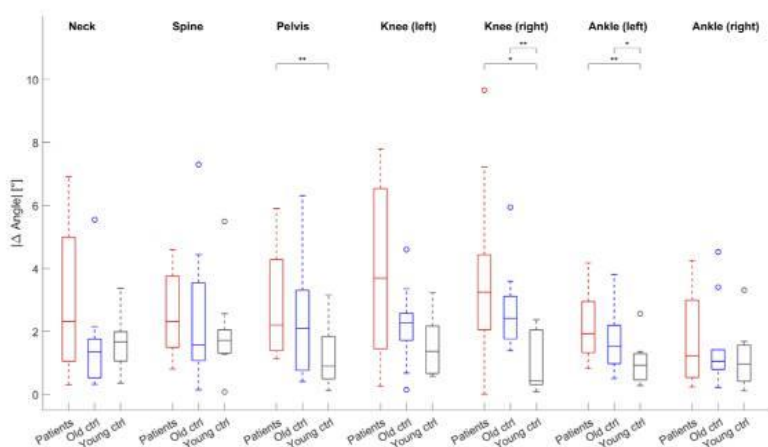 Neck Spine Pelvis Knee (left) Knee (right) Ankle (left) Ankle (right)
** *
** * **
10
8
6
4
2
0
|Δ Angle| [°]
Patients Old ctrl Young ctrl Patients Old ctrl Young ctrl Patients Old ctrl Young ctrl Patients Old ctrl Young ctrl Patients Old ctrl Young ctrl Patients Old ctrl Young ctrl Patients Old ctrl Young ctrl